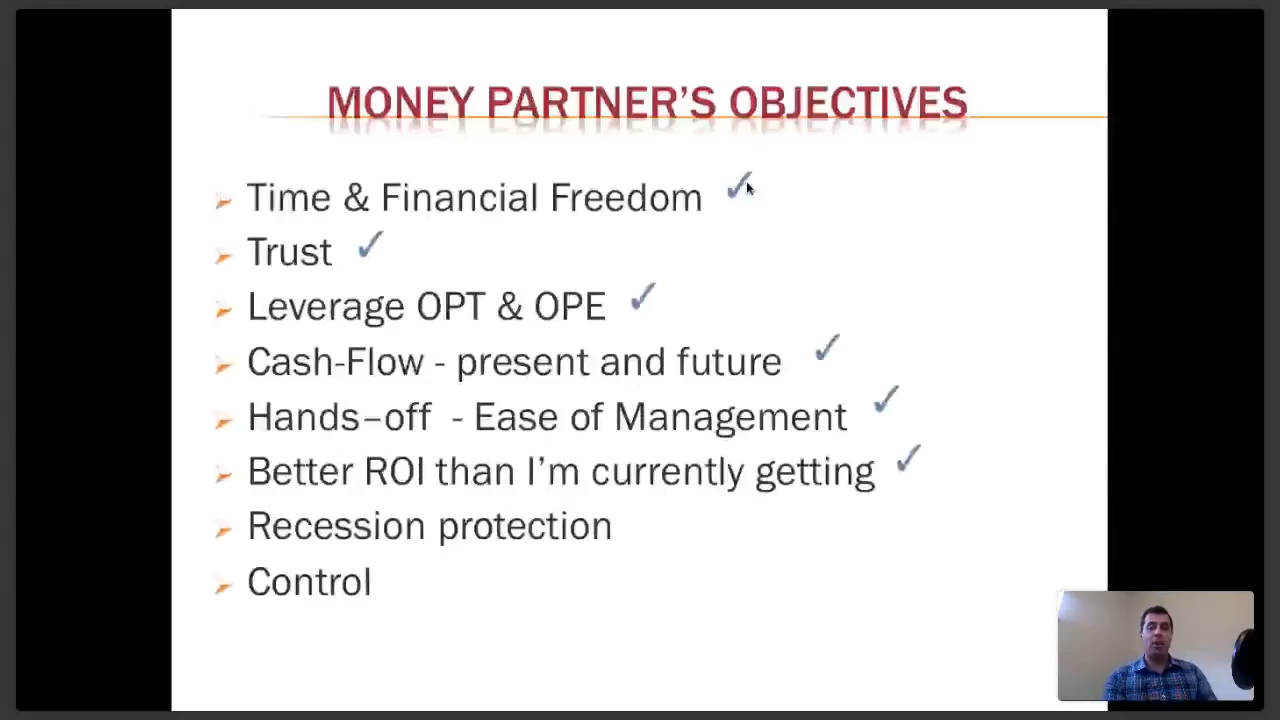 MONEY PARTNER’S OBJECTIVES
Time & Financial Freedom ✓
Trust ✓
Leverage OPT & OPE ✓
Cash-Flow - present and future ✓
Hands–off - Ease of Management ✓
Better ROI than I’m currently getting ✓
Recession protection
Control